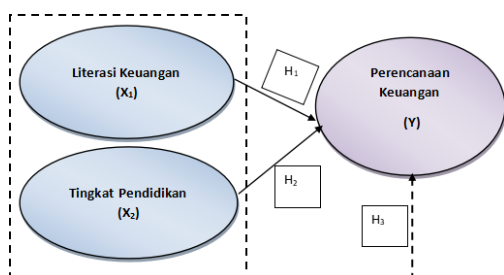 Literasi Keuangan
(X₁)
H₁
Perencanaan
Keuangan
(Y)
Tingkat Pendidikan
(X₂)
H₂
H₃